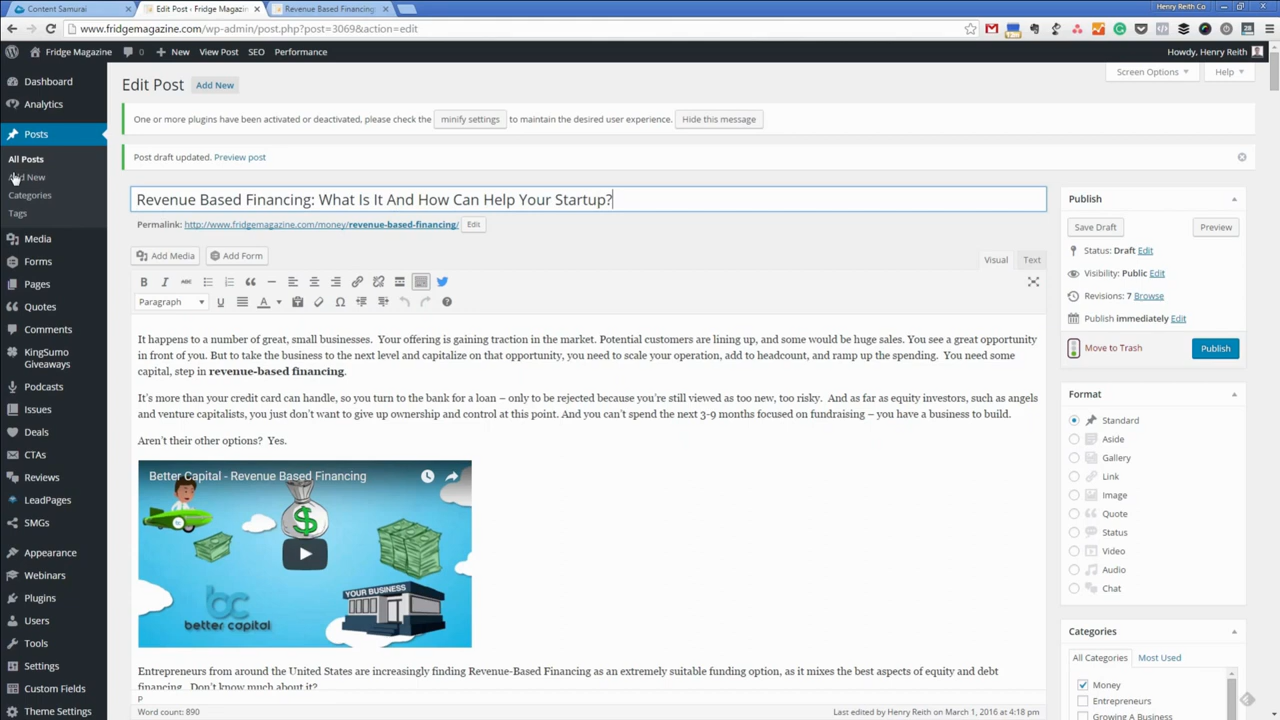 Content Samurai
Edit Post ‹ Fridge Magazin
Revenue Based Financing:
Henry Reith Co
www.fridgemagazine.com/wp-admin/post.php?post=3069&action=edit
Fridge Magazine
0
New
View Post
SEO
Performance
Howdy, Henry Reith
Dashboard
Analytics
Posts
All Posts
Add New
Categories
Tags
Media
Forms
Pages
Quotes
Comments
KingSumo
Giveaways
Podcasts
Issues
Deals
CTAs
Reviews
LeadPages
SMGs
Appearance
Webinars
Plugins
Users
Tools
Settings
Custom Fields
Theme Settings
Edit Post
Add New
Screen Options
Help
One or more plugins have been activated or deactivated, please check the minify settings to maintain the desired user experience. Hide this message
Post draft updated. Preview post
Revenue Based Financing: What Is It And How Can Help Your Startup?
Permalink: http://www.fridgemagazine.com/money/revenue-based-financing/ Edit
Add Media
Add Form
Visual
Text
B I ABC
Paragraph
U A Ω
It happens to a number of great, small businesses. Your offering is gaining traction in the market. Potential customers are lining up, and some would be huge sales. You see a great opportunity
in front of you. But to take the business to the next level and capitalize on that opportunity, you need to scale your operation, add to headcount, and ramp up the spending. You need some
capital, step in revenue-based financing.
It's more than your credit card can handle, so you turn to the bank for a loan – only to be rejected because you're still viewed as too new, too risky. And as far as equity investors, such as angels
and venture capitalists, you just don't want to give up ownership and control at this point. And you can't spend the next 3-9 months focused on fundraising – you have a business to build.
Aren't their other options? Yes.
Better Capital - Revenue Based Financing
bc
better capital
YOUR BUSINESS
Entrepreneurs from around the United States are increasingly finding Revenue-Based Financing as an extremely suitable funding option, as it mixes the best aspects of equity and debt
financing. Don't know much about it?
P
Word count: 890
Last edited by Henry Reith on March 1, 2016 at 4:18 pm
Publish
Save Draft
Preview
Status: Draft Edit
Visibility: Public Edit
Revisions: 7 Browse
Publish immediately Edit
Move to Trash
Publish
Format
Standard
Aside
Gallery
Link
Image
Quote
Status
Video
Audio
Chat
Categories
All Categories
Most Used
Money
Entrepreneurs
Growing A Business